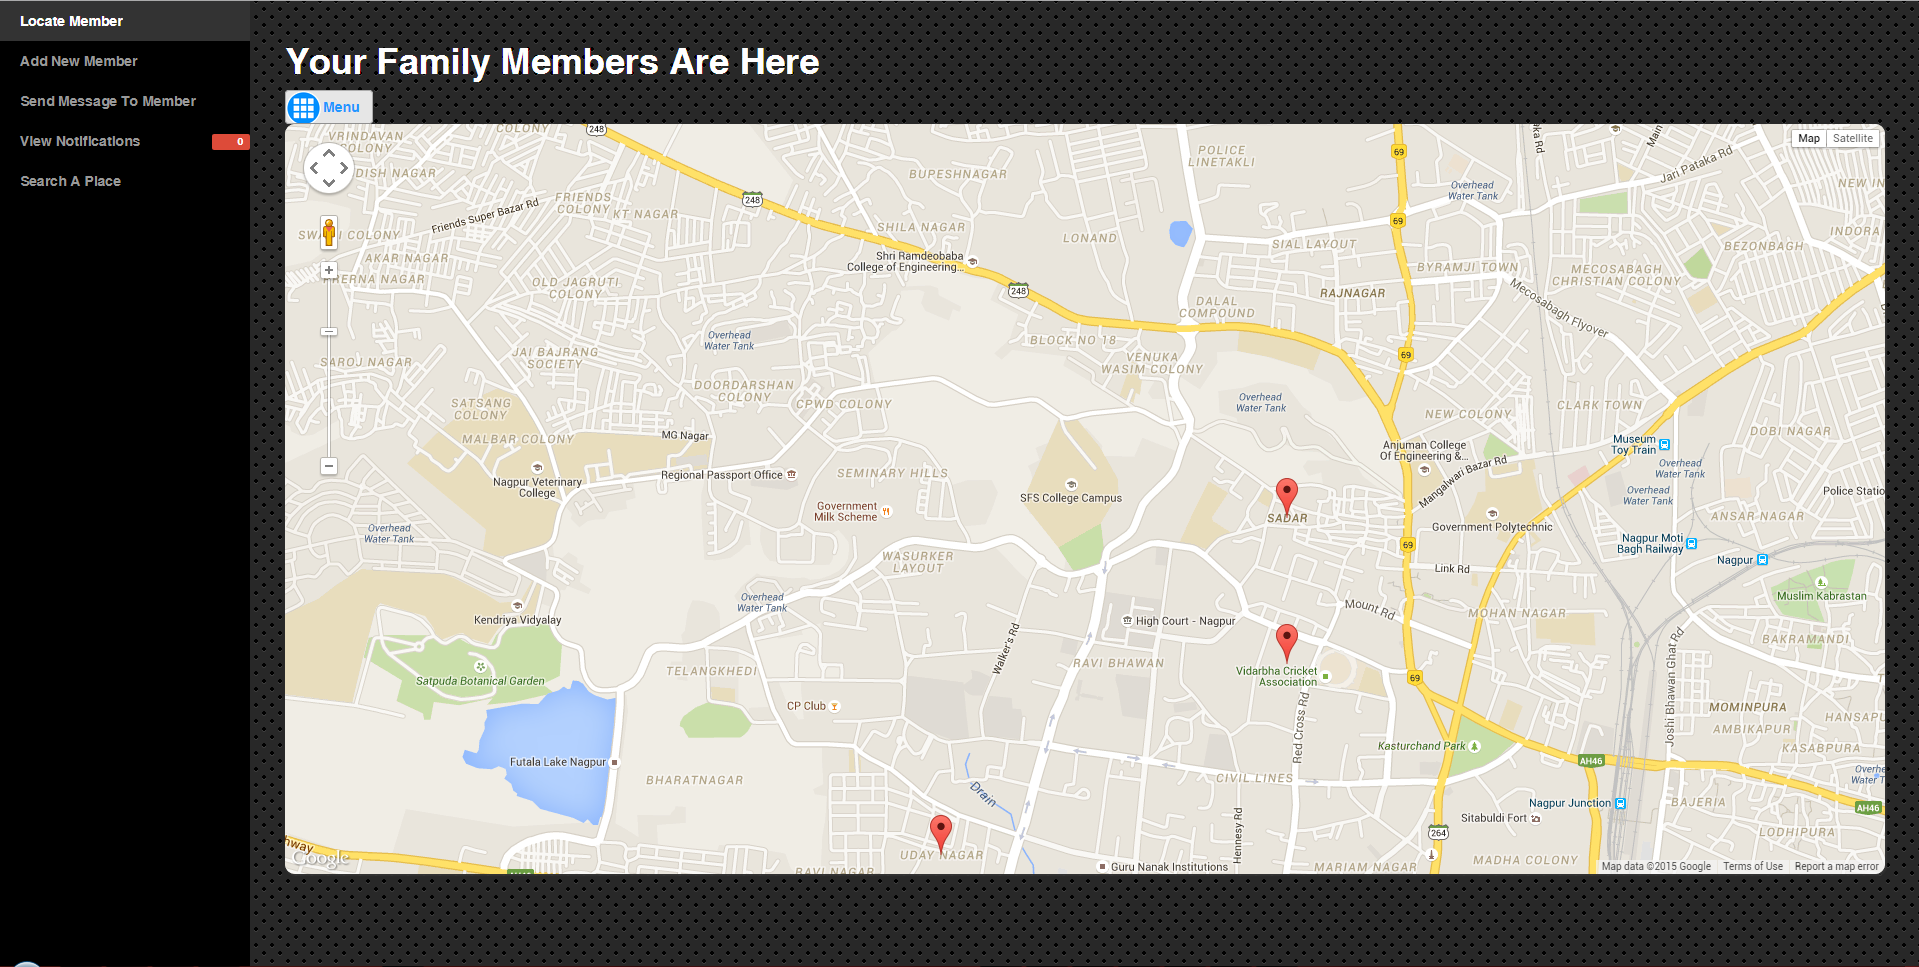 Locate Member
Add New Member
Send Message To Member
View Notifications
0
Search A Place
Your Family Members Are Here
Menu
Map
Satellite
VRINDAVAN
COLONY
COLONY
248
DISH NAGAR
FRIENDS
COLONY
KT NAGAR
Friends Super Bazar Rd
248
BUPESHNAGAR
POLICE
LINETAKLI
69
Overhead
Water Tank
Jari Pataka Rd
NEW IN
AKAR NAGAR
PRERNA NAGAR
OLD JAGRUTI
COLONY
SHILA NAGAR
Shri Ramdeobaba
College of Engineering...
248
LONAND
69
SIAL LAYOUT
BYRAMJI TOWN
RAJNAGAR
MECOSABAGH
CHRISTIAN COLONY
BEZONBAGH
INDORA
Mecosabagh Flyover
DALAL
COMPOUND
SAROJ NAGAR
JAI BAJRANG
SOCIETY
Overhead
Water Tank
BLOCK NO 18
VENUKA
WASIM COLONY
69
DOORDARSHAN
COLONY
CPWD COLONY
Overhead
Water Tank
SATSANG
COLONY
MALBAR COLONY
MG Nagar
NEW COLONY
CLARK TOWN
DOBI NAGAR
Anjuman College
Of Engineering &...
Museum
Toy Train
Mangalwari Bazar Rd
Overhead
Water Tank
Overhead
Water Tank
Police Statio
Nagpur Veterinary
College
Regional Passport Office
SEMINARY HILLS
Government
Milk Scheme
SFS College Campus
SADAR
Government Polytechnic
ANSAR NAGAR
Overhead
Water Tank
WASURKER
LAYOUT
69
Nagpur Moti
Bagh Railway
Nagpur
Link Rd
Overhead
Water Tank
Kendriya Vidyalay
Muslim Kabrastan
Mount Rd
MOHAN NAGAR
High Court - Nagpur
Walker's Rd
BAKRAMANDI
RAVI BHAWAN
TELANGKHEDI
Satpuda Botanical Garden
Vidarbha Cricket
Association
69
Joshi Bhawan Ghat Rd
CP Club
Red Cross Rd
MOMINPURA
HANSAPU
AMBIKAPUR
KASABPURA
Kasturchand Park
AH46
Futala Lake Nagpur
BHARATNAGAR
Drain
CIVIL LINES
Nagpur Junction
BAJERIA
AH46
Sitabuldi Fort
264
Hennesy Rd
LODHIPURA
UDAY NAGAR
RAVI NAGAR
Guru Nanak Institutions
MARIAM NAGAR
MADHA COLONY
Google
Map data ©2015 Google
Terms of Use
Report a map error